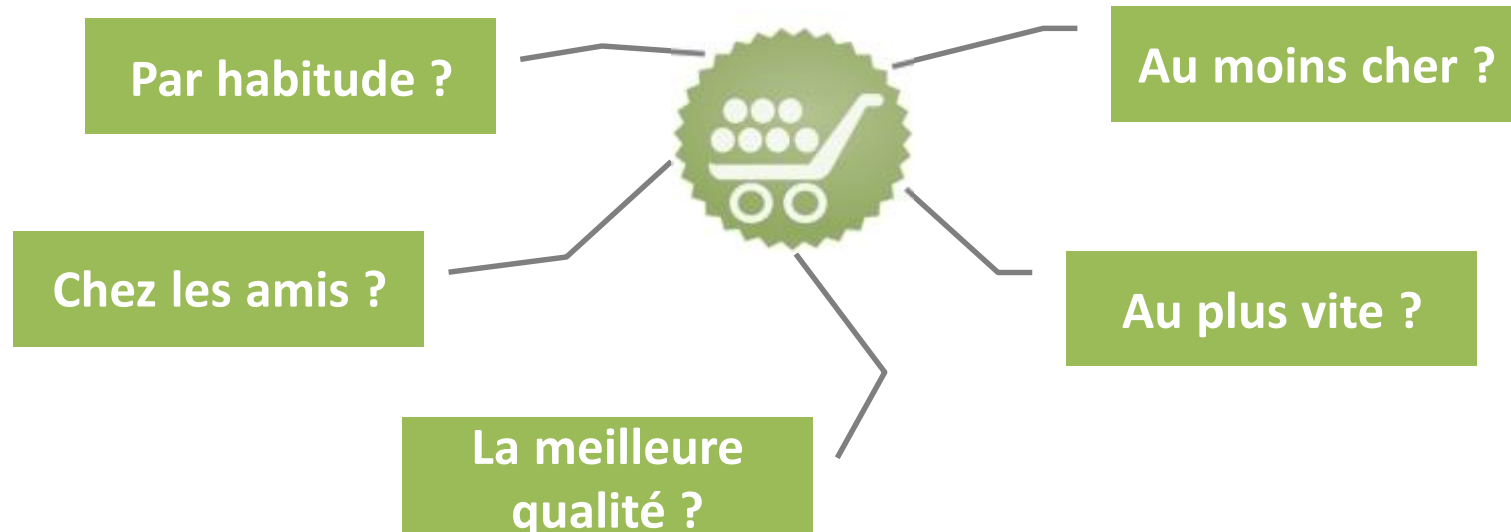 Par habitude ?
Au moins cher ?
Chez les amis ?
Au plus vite ?
La meilleure
qualité ?